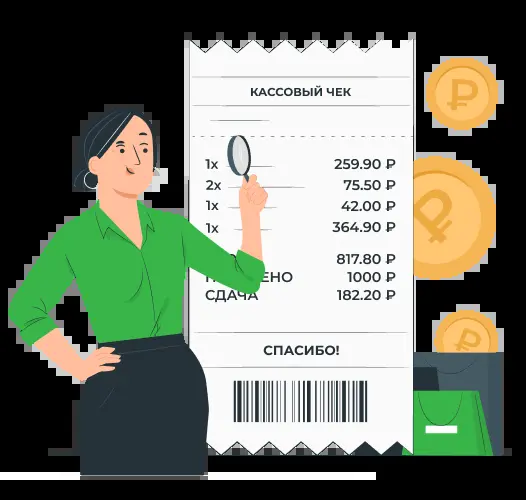 КАССОВЫЙ ЧЕК
1x 259.90 ₽
2x 75.50 ₽
1x 42.00 ₽
1x 364.90 ₽
817.80 ₽
1000 ₽
СДАЧА 182.20 ₽
СПАСИБО!